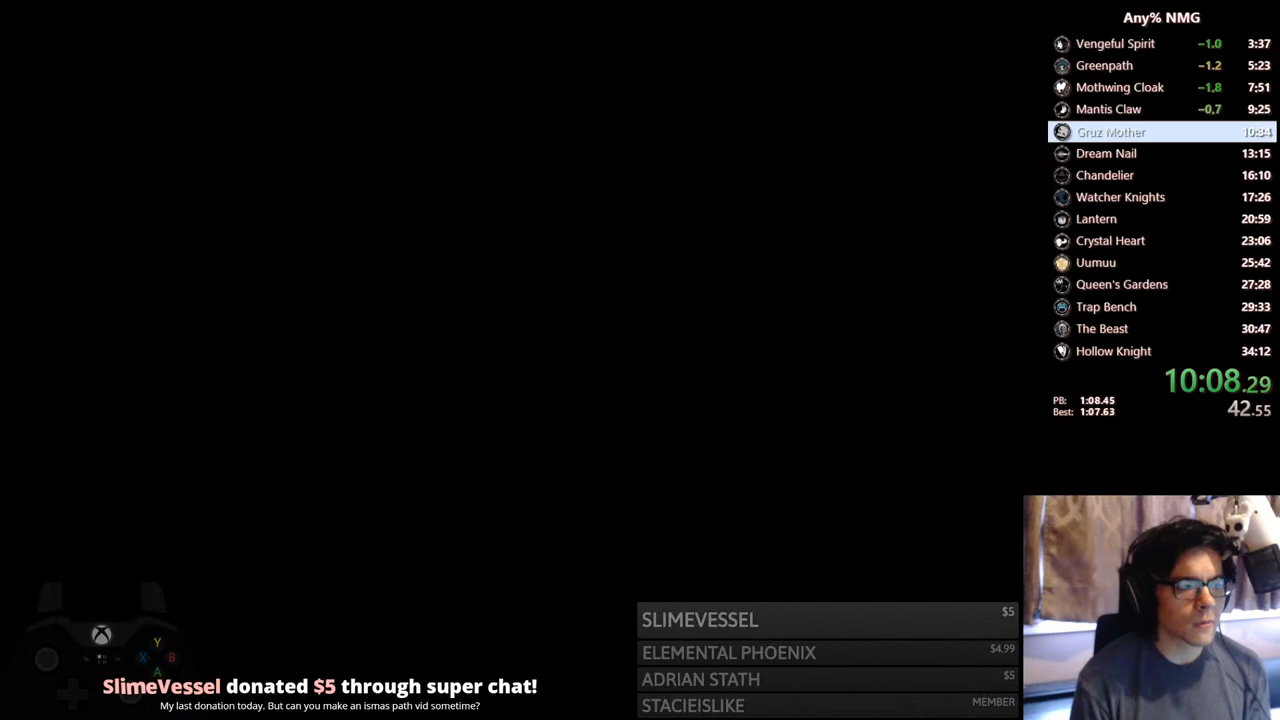 Any% NMG
Vengeful Spirit −1.0 3:37
Greenpath −1.2 5:23
Mothwing Cloak −1.8 7:51
Mantis Claw −0.7 9:25
Gruz Mother 10:34
Dream Nail 13:15
Chandelier 16:10
Watcher Knights 17:26
Lantern 20:59
Crystal Heart 23:06
Uumuu 25:42
Queen's Gardens 27:28
Trap Bench 29:33
The Beast 30:47
Hollow Knight 34:12
10:08.29
PB: 1:08.45
Best: 1:07.63
42.55
SLIMEVESSEL $5
ELEMENTAL PHOENIX $4.99
ADRIAN STATH $5
STACIEISLIKE MEMBER
Y
X B
A
SlimeVessel donated $5 through super chat!
My last donation today. But can you make an ismas path vid sometime?